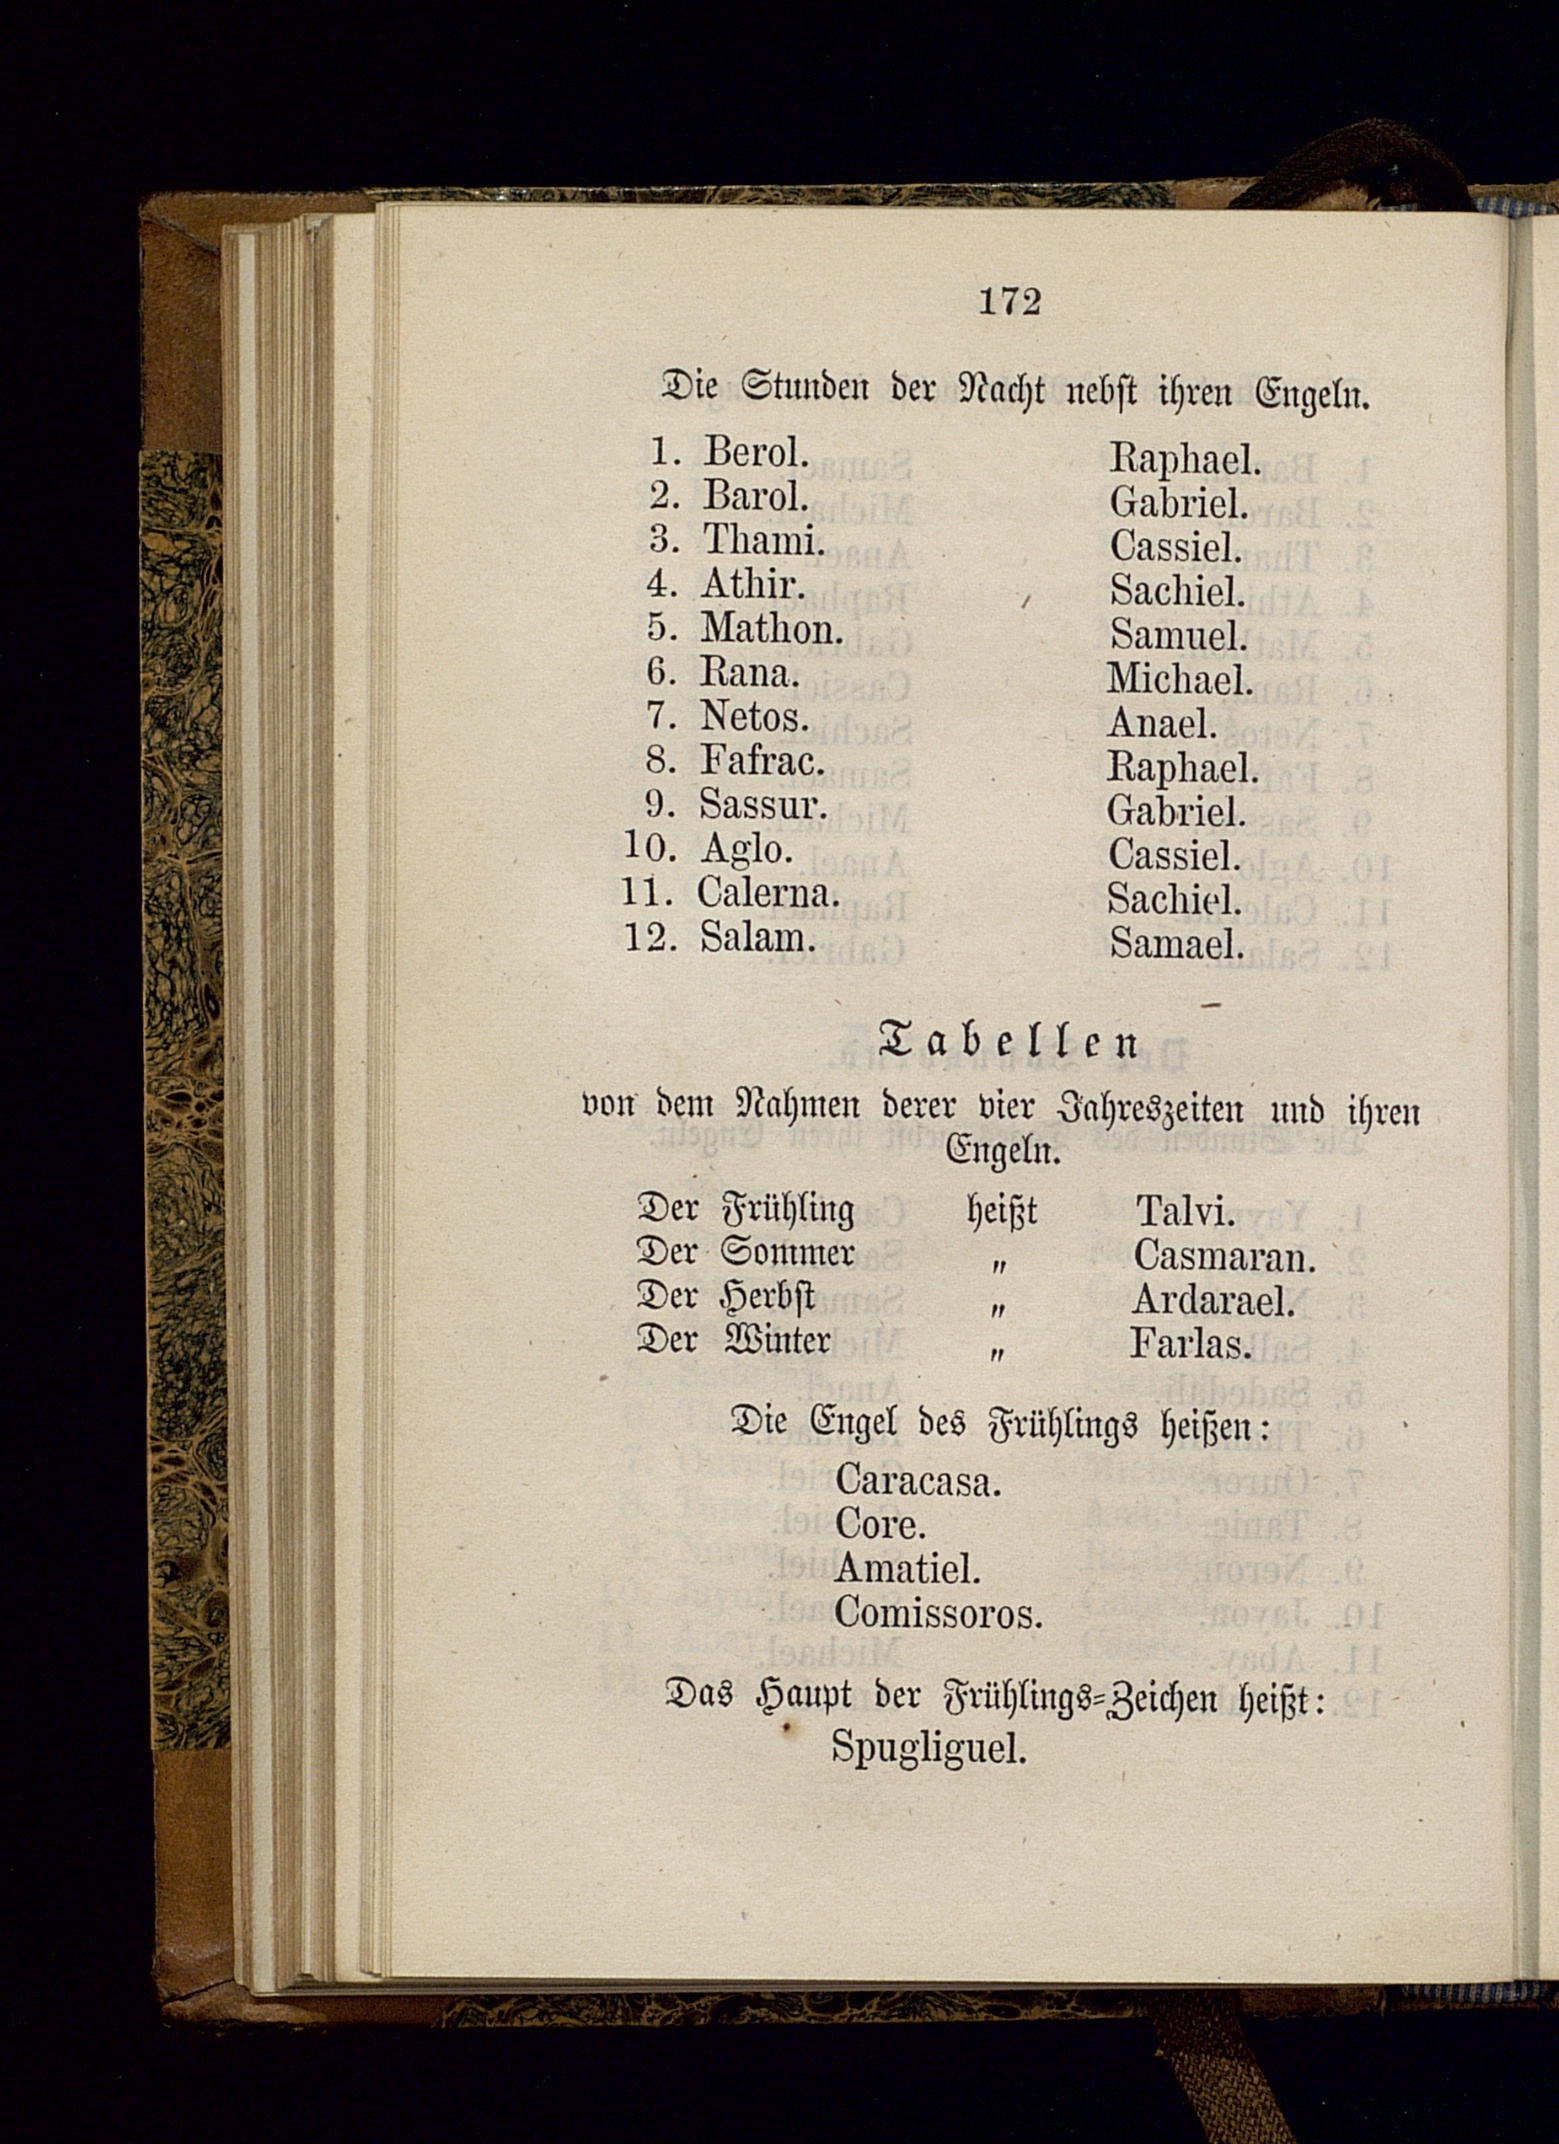 172
Die Stunden der Nacht nebst ihren Engeln.
1. Berol. Raphael.
2. Barol. Gabriel.
3. Thami. Cassiel.
4. Athir. Sachiel.
5. Mathon. Samuel.
6. Rana. Michael.
7. Netos. Anael.
8. Fafrac. Raphael.
9. Sassur. Gabriel.
10. Aglo. Cassiel.
11. Calerna. Sachiel.
12. Salam. Samael.
Tabellen
von dem Nahmen derer vier Jahreszeiten und ihren
Engeln.
Der Frühling heißt Talvi.
Der Sommer „ Casmaran.
Der Herbst „ Ardarael.
Der Winter „ Farlas.
Die Engel des Frühlings heißen:
Caracasa.
Core.
Amatiel.
Comissoros.
Das Haupt der Frühlings-Zeichen heißt:
Spugliguel.